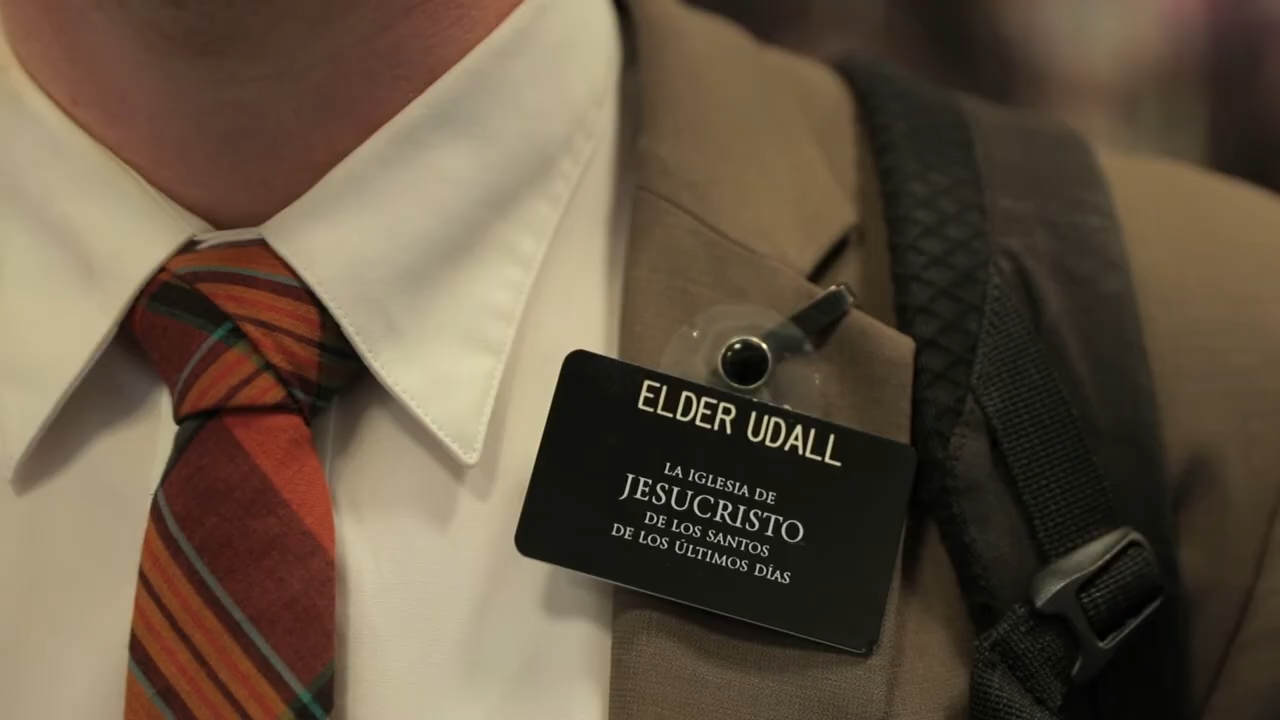 ELDER UDALL
LA IGLESIA DE
JESUCRISTO
DE LOS SANTOS
DE LOS ÚLTIMOS DÍAS